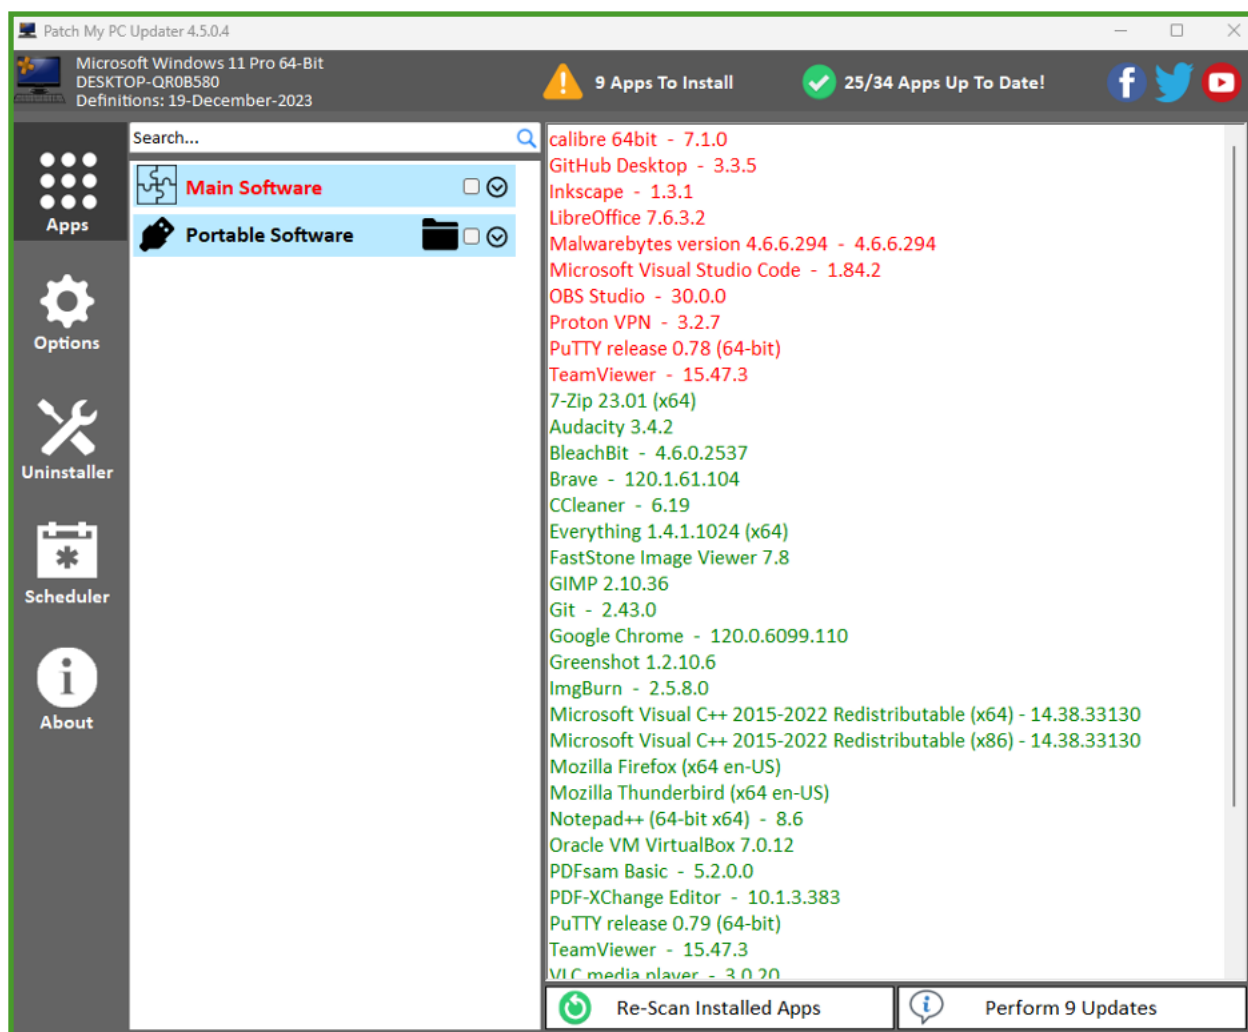 Patch My PC Updater 4.5.0.4
Microsoft Windows 11 Pro 64-Bit
DESKTOP-QR0B580
Definitions: 19-December-2023
9 Apps To Install
25/34 Apps Up To Date!
Apps
Options
Uninstaller
Scheduler
About
Search...
Main Software
Portable Software
calibre 64bit - 7.1.0
GitHub Desktop - 3.3.5
Inkscape - 1.3.1
LibreOffice 7.6.3.2
Malwarebytes version 4.6.6.294 - 4.6.6.294
Microsoft Visual Studio Code - 1.84.2
OBS Studio - 30.0.0
Proton VPN - 3.2.7
PuTTY release 0.78 (64-bit)
TeamViewer - 15.47.3
7-Zip 23.01 (x64)
Audacity 3.4.2
BleachBit - 4.6.0.2537
Brave - 120.1.61.104
CCleaner - 6.19
Everything 1.4.1.1024 (x64)
FastStone Image Viewer 7.8
GIMP 2.10.36
Git - 2.43.0
Google Chrome - 120.0.6099.110
Greenshot 1.2.10.6
ImgBurn - 2.5.8.0
Microsoft Visual C++ 2015-2022 Redistributable (x64) - 14.38.33130
Microsoft Visual C++ 2015-2022 Redistributable (x86) - 14.38.33130
Mozilla Firefox (x64 en-US)
Mozilla Thunderbird (x64 en-US)
Notepad++ (64-bit x64) - 8.6
Oracle VM VirtualBox 7.0.12
PDFsam Basic - 5.2.0.0
PDF-XChange Editor - 10.1.3.383
PuTTY release 0.79 (64-bit)
TeamViewer - 15.47.3
VLC media player - 3.0.20
Re-Scan Installed Apps
Perform 9 Updates